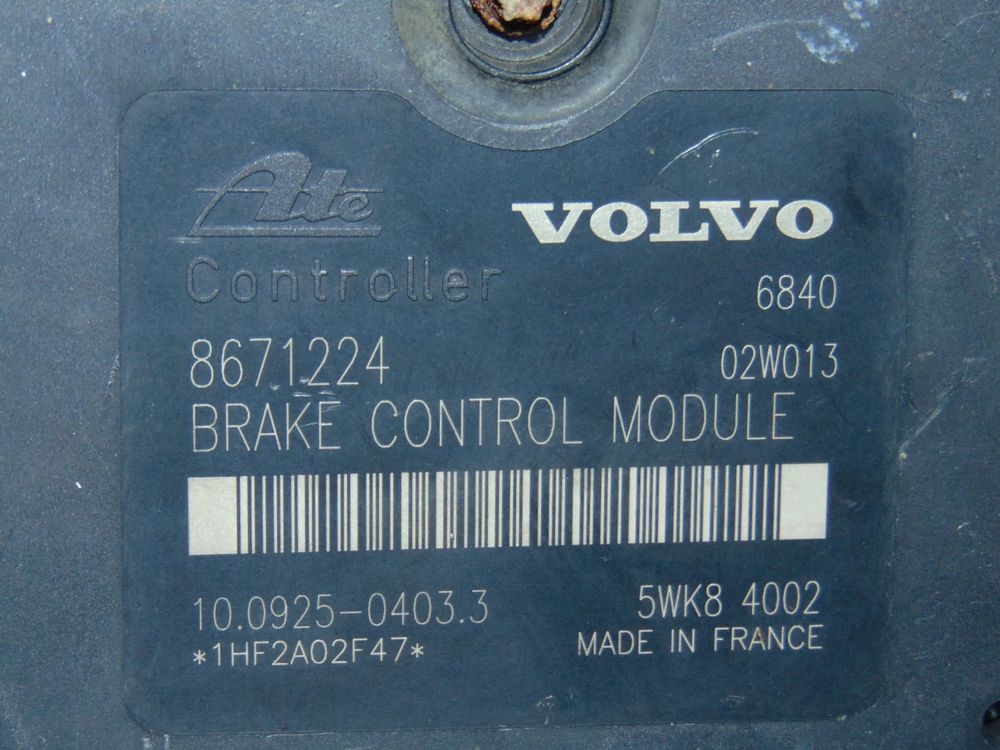 Ate
VOLVO
Controller
6840
8671224
02W013
BRAKE CONTROL MODULE
10.0925-0403.3
5WK8 4002
*1HF2A02F47*
MADE IN FRANCE